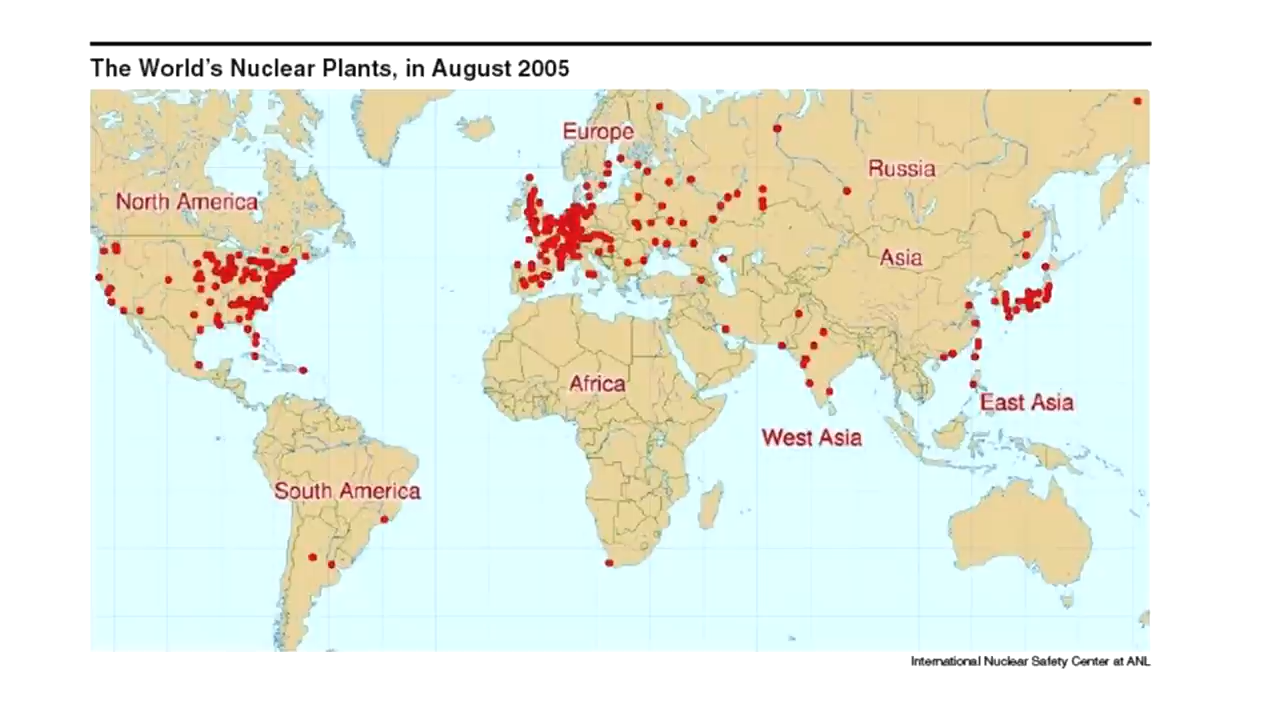 The World's Nuclear Plants, in August 2005
Europe
Russia
North America
Asia
Africa
East Asia
West Asia
South America
International Nuclear Safety Center at ANL